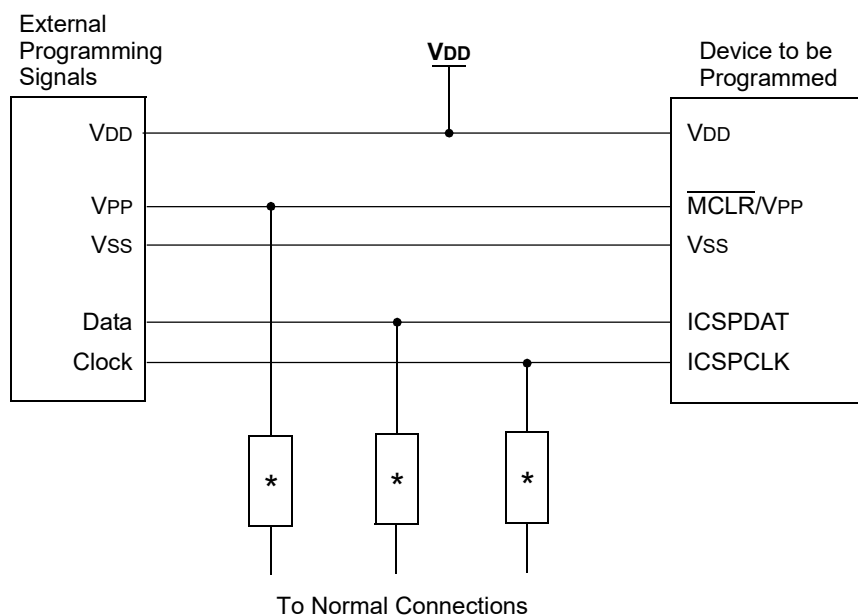 External
Programming
Signals
VDD
Device to be
Programmed
VDD
VPP
VSS
Data
Clock
VDD
MCLR/VPP
VSS
ICSPDAT
ICSPCLK
* * *
To Normal Connections